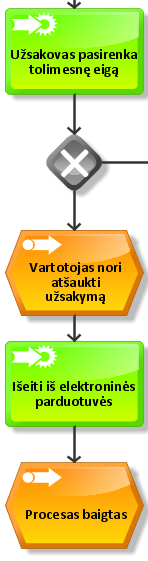 Užsakovas pasirenka
tolimesnę eigą
Vartotojas nori
atšaukti
užsakymą
Išeiti iš elektroninės
parduotuvės
Procesas baigtas